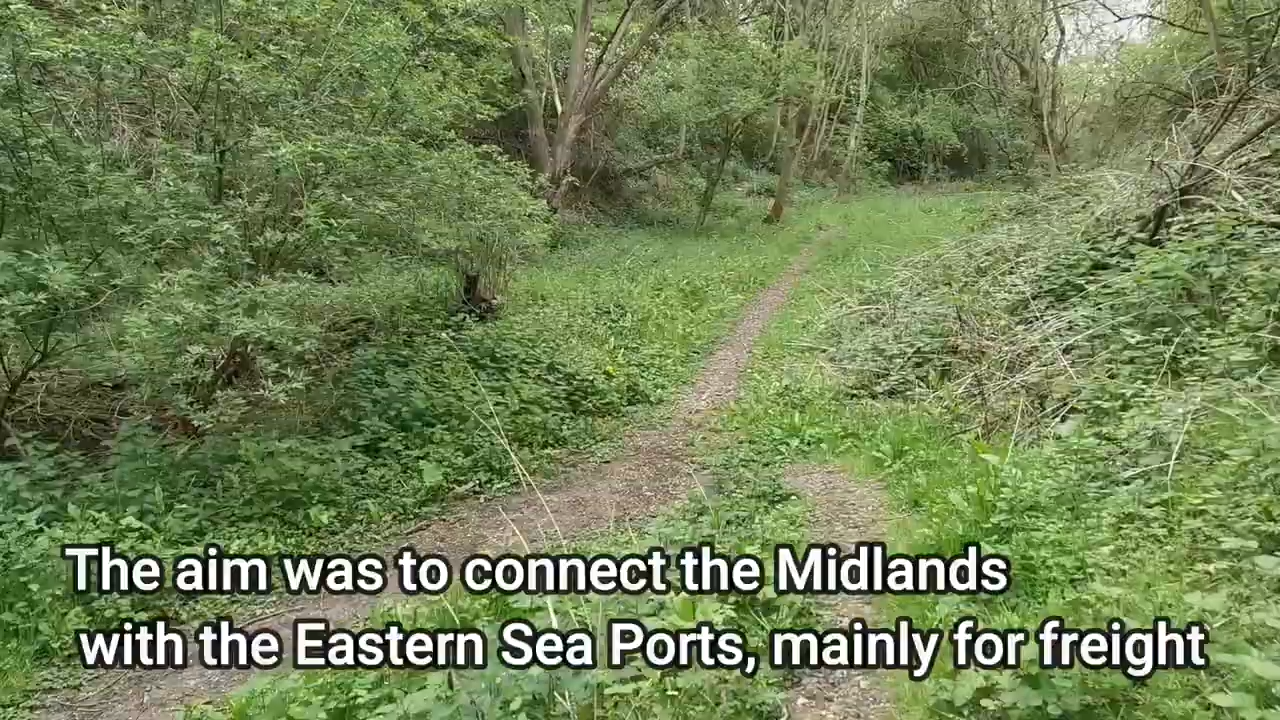 The aim was to connect the Midlands
with the Eastern Sea Ports, mainly for freight